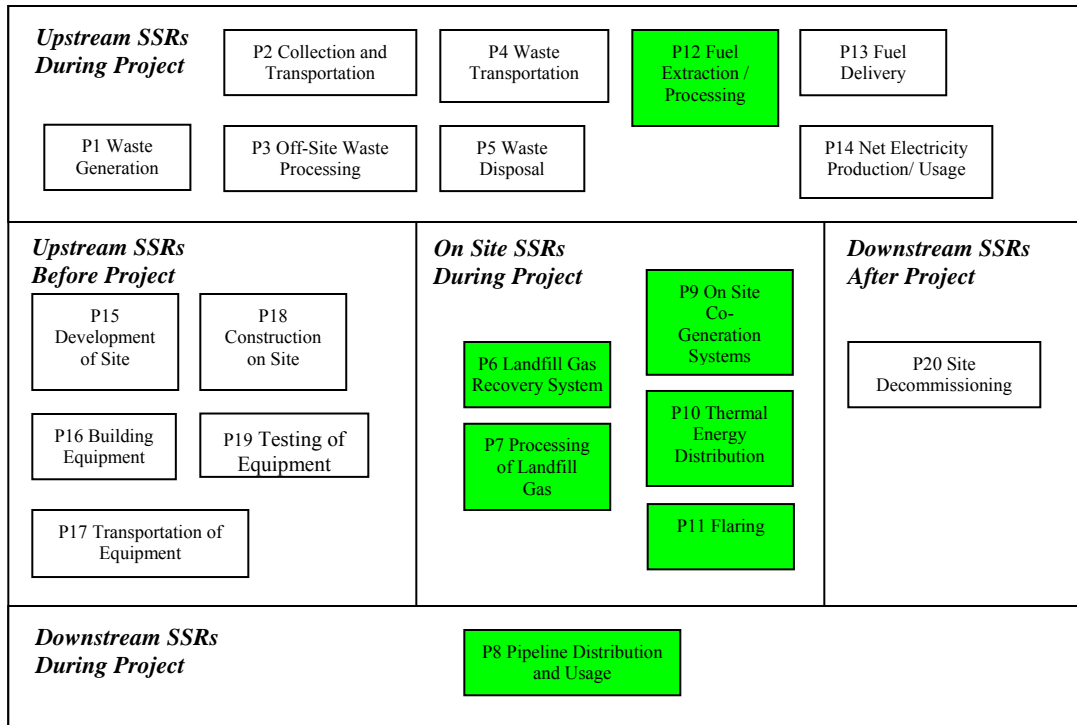 Upstream SSRs
During Project
P2 Collection and
Transportation
P4 Waste
Transportation
P12 Fuel
Extraction /
Processing
P13 Fuel
Delivery
P1 Waste
Generation
P3 Off-Site Waste
Processing
P5 Waste
Disposal
P14 Net Electricity
Production/ Usage
Upstream SSRs
Before Project
P15
Development
of Site
P18
Construction
on Site
P16 Building
Equipment
P19 Testing of
Equipment
P17 Transportation of
Equipment
On Site SSRs
During Project
P9 On Site
Co-
Generation
Systems
P6 Landfill Gas
Recovery System
P10 Thermal
Energy
Distribution
P7 Processing
of Landfill
Gas
P11 Flaring
Downstream SSRs
After Project
P20 Site
Decommissioning
Downstream SSRs
During Project
P8 Pipeline Distribution
and Usage